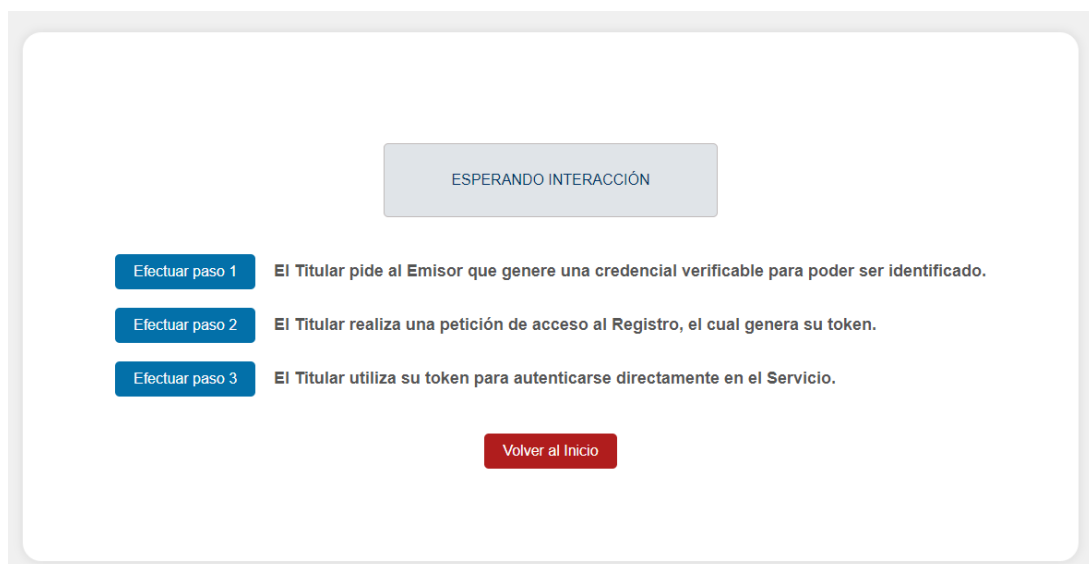 ESPERANDO INTERACCIÓN
Efectuar paso 1 El Titular pide al Emisor que genere una credencial verificable para poder ser identificado.
Efectuar paso 2 El Titular realiza una petición de acceso al Registro, el cual genera su token.
Efectuar paso 3 El Titular utiliza su token para autenticarse directamente en el Servicio.
Volver al Inicio